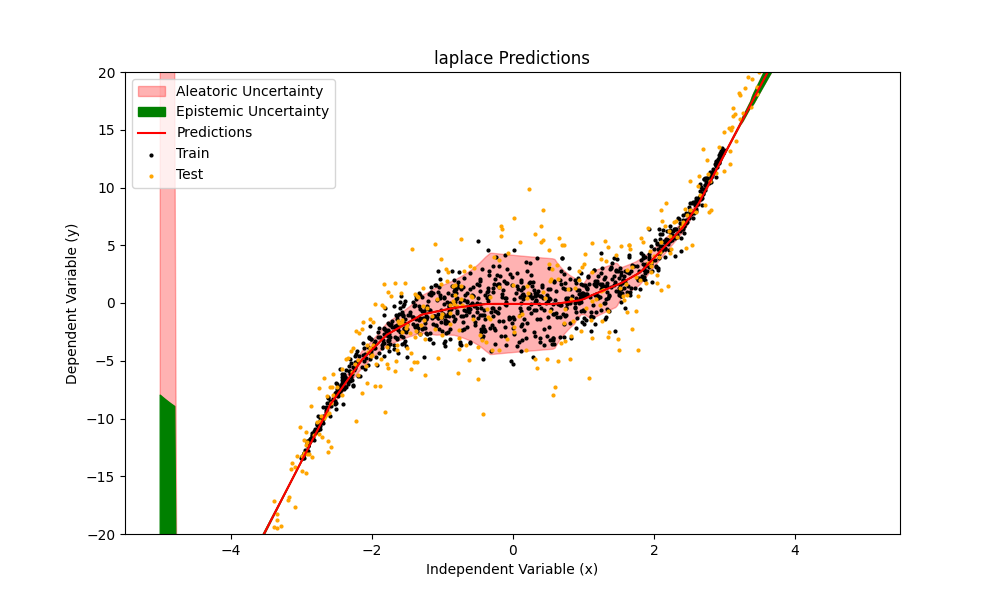 laplace Predictions
Aleatoric Uncertainty
Epistemic Uncertainty
Predictions
Train
Test
Dependent Variable (y)
20
15
10
5
0
−5
−10
−15
−20
−4
−2
0
2
4
Independent Variable (x)